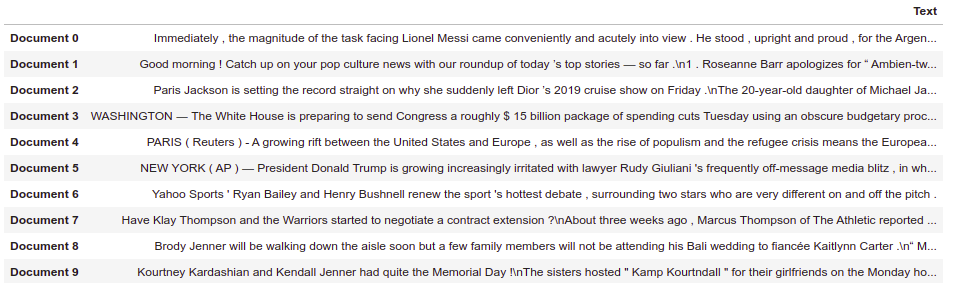 Text
Document 0 Immediately , the magnitude of the task facing Lionel Messi came conveniently and acutely into view . He stood , upright and proud , for the Argen...
Document 1 Good morning ! Catch up on your pop culture news with our roundup of today 's top stories — so far .\n1 . Roseanne Barr apologizes for “ Ambien-tw...
Document 2 Paris Jackson is setting the record straight on why she suddenly left Dior 's 2019 cruise show on Friday .\nThe 20-year-old daughter of Michael Ja...
Document 3 WASHINGTON — The White House is preparing to send Congress a roughly $ 15 billion package of spending cuts Tuesday using an obscure budgetary proc...
Document 4 PARIS ( Reuters ) - A growing rift between the United States and Europe , as well as the rise of populism and the refugee crisis means the Europea...
Document 5 NEW YORK ( AP ) — President Donald Trump is growing increasingly irritated with lawyer Rudy Giuliani 's frequently off-message media blitz , in wh...
Document 6 Yahoo Sports ' Ryan Bailey and Henry Bushnell renew the sport 's hottest debate , surrounding two stars who are very different on and off the pitch .
Document 7 Have Klay Thompson and the Warriors started to negotiate a contract extension ?\nAbout three weeks ago , Marcus Thompson of The Athletic reported ...
Document 8 Brody Jenner will be walking down the aisle soon but a few family members will not be attending his Bali wedding to fiancée Kaitlynn Carter .\n“ M...
Document 9 Kourtney Kardashian and Kendall Jenner had quite the Memorial Day !\nThe sisters hosted " Kamp Kourtndall " for their girlfriends on the Monday ho...